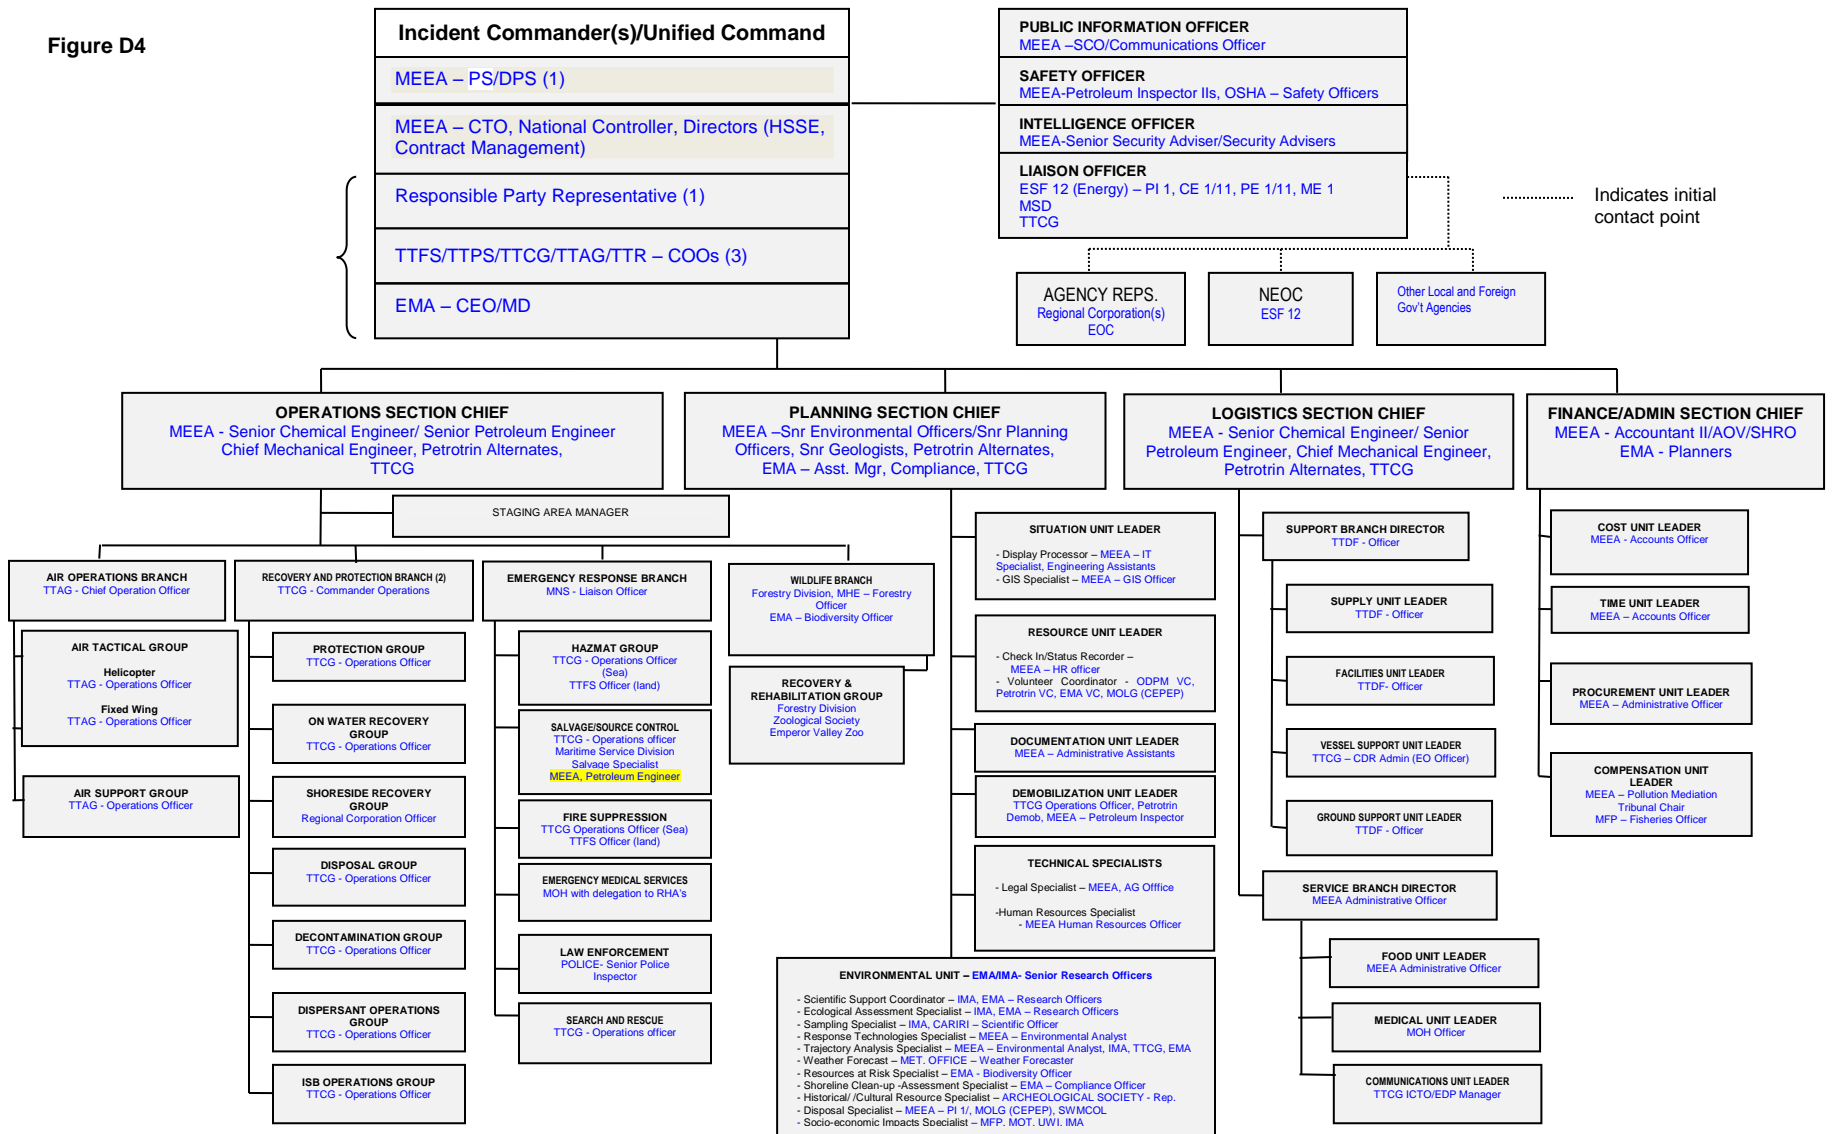 Figure D4
Incident Commander(s)/Unified Command
MEEA – PS/DPS (1)
MEEA – CTO, National Controller, Directors (HSSE,
Contract Management)
Responsible Party Representative (1)
TTFS/TTPS/TTCG/TTAG/TTR – COOs (3)
EMA – CEO/MD
PUBLIC INFORMATION OFFICER
MEEA –SCO/Communications Officer
SAFETY OFFICER
MEEA-Petroleum Inspector IIs, OSHA – Safety Officers
INTELLIGENCE OFFICER
MEEA-Senior Security Adviser/Security Advisers
LIAISON OFFICER
ESF 12 (Energy) – PI 1, CE 1/11, PE 1/11, ME 1
MSD
TTCG
Indicates initial
contact point
AGENCY REPS.
Regional Corporation(s)
EOC
NEOC
ESF 12
Other Local and Foreign
Gov't Agencies
OPERATIONS SECTION CHIEF
MEEA - Senior Chemical Engineer/ Senior Petroleum Engineer
Chief Mechanical Engineer, Petrotrin Alternates,
TTCG
PLANNING SECTION CHIEF
MEEA –Snr Environmental Officers/Snr Planning
Officers, Snr Geologists, Petrotrin Alternates,
EMA – Asst. Mgr, Compliance, TTCG
LOGISTICS SECTION CHIEF
MEEA - Senior Chemical Engineer/ Senior
Petroleum Engineer, Chief Mechanical Engineer,
Petrotrin Alternates, TTCG
FINANCE/ADMIN SECTION CHIEF
MEEA - Accountant II/AOV/SHRO
EMA - Planners
STAGING AREA MANAGER
AIR OPERATIONS BRANCH
TTAG - Chief Operation Officer
AIR TACTICAL GROUP
Helicopter
TTAG - Operations Officer
Fixed Wing
TTAG - Operations Officer
AIR SUPPORT GROUP
TTAG - Operations Officer
RECOVERY AND PROTECTION BRANCH (2)
TTCG - Commander Operations
PROTECTION GROUP
TTCG - Operations Officer
ON WATER RECOVERY
GROUP
TTCG - Operations Officer
SHORESIDE RECOVERY
GROUP
Regional Corporation Officer
DISPOSAL GROUP
TTCG - Operations Officer
DECONTAMINATION GROUP
TTCG - Operations Officer
DISPERSANT OPERATIONS
GROUP
TTCG - Operations Officer
ISB OPERATIONS GROUP
TTCG - Operations Officer
EMERGENCY RESPONSE BRANCH
MNS - Liaison Officer
HAZMAT GROUP
TTCG - Operations Officer
(Sea)
TTFS Officer (land)
SALVAGE/SOURCE CONTROL
TTCG - Operations officer
Maritime Service Division
Salvage Specialist
MEEA, Petroleum Engineer
FIRE SUPPRESSION
TTCG Operations Officer (Sea)
TTFS Officer (land)
EMERGENCY MEDICAL SERVICES
MOH with delegation to RHA's
LAW ENFORCEMENT
POLICE- Senior Police
Inspector
SEARCH AND RESCUE
TTCG - Operations officer
WILDLIFE BRANCH
Forestry Division, MHE – Forestry
Officer
EMA – Biodiversity Officer
RECOVERY &
REHABILITATION GROUP
Forestry Division
Zoological Society
Emperor Valley Zoo
SITUATION UNIT LEADER
- Display Processor – MEEA – IT
Specialist, Engineering Assistants
- GIS Specialist – MEEA – GIS Officer
RESOURCE UNIT LEADER
- Check In/Status Recorder –
MEEA – HR officer
- Volunteer Coordinator - ODPM VC,
Petrotrin VC, EMA VC, MOLG (CEPEP)
DOCUMENTATION UNIT LEADER
MEEA – Administrative Assistants
DEMOBILIZATION UNIT LEADER
TTCG Operations Officer, Petrotrin
Demob, MEEA – Petroleum Inspector
TECHNICAL SPECIALISTS
- Legal Specialist – MEEA, AG Offfice
-Human Resources Specialist
- MEEA Human Resources Officer
ENVIRONMENTAL UNIT – EMA/IMA- Senior Research Officers
- Scientific Support Coordinator – IMA, EMA – Research Officers
- Ecological Assessment Specialist – IMA, EMA – Research Officers
- Sampling Specialist – IMA, CARIRI – Scientific Officer
- Response Technologies Specialist – MEEA – Environmental Analyst
- Trajectory Analysis Specialist – MEEA – Environmental Analyst, IMA, TTCG, EMA
- Weather Forecast – MET. OFFICE – Weather Forecaster
- Resources at Risk Specialist – EMA - Biodiversity Officer
- Shoreline Clean-up -Assessment Specialist – EMA – Compliance Officer
- Historical/ /Cultural Resource Specialist – ARCHEOLOGICAL SOCIETY - Rep.
- Disposal Specialist – MEEA – PI 1/, MOLG (CEPEP), SWMCOL
- Socio-economic Impacts Specialist – MFP, MOT, UWI, IMA
SUPPORT BRANCH DIRECTOR
TTDF - Officer
SUPPLY UNIT LEADER
TTDF - Officer
FACILITIES UNIT LEADER
TTDF- Officer
VESSEL SUPPORT UNIT LEADER
TTCG – CDR Admin (EO Officer)
GROUND SUPPORT UNIT LEADER
TTDF - Officer
SERVICE BRANCH DIRECTOR
MEEA Administrative Officer
FOOD UNIT LEADER
MEEA Administrative Officer
MEDICAL UNIT LEADER
MOH Officer
COMMUNICATIONS UNIT LEADER
TTCG ICTO/EDP Manager
COST UNIT LEADER
MEEA - Accounts Officer
TIME UNIT LEADER
MEEA – Accounts Officer
PROCUREMENT UNIT LEADER
MEEA – Administrative Officer
COMPENSATION UNIT
LEADER
MEEA – Pollution Mediation
Tribunal Chair
MFP – Fisheries Officer